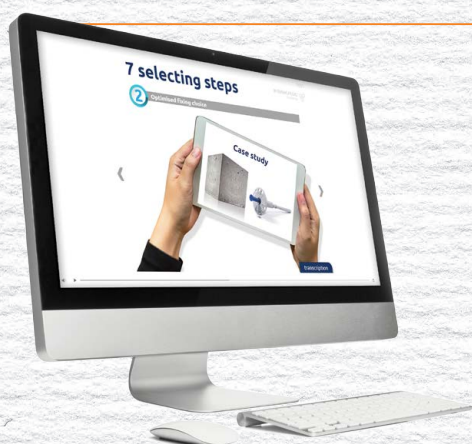 7 selecting steps
2
Optimised fixing choice
Case study
transcription